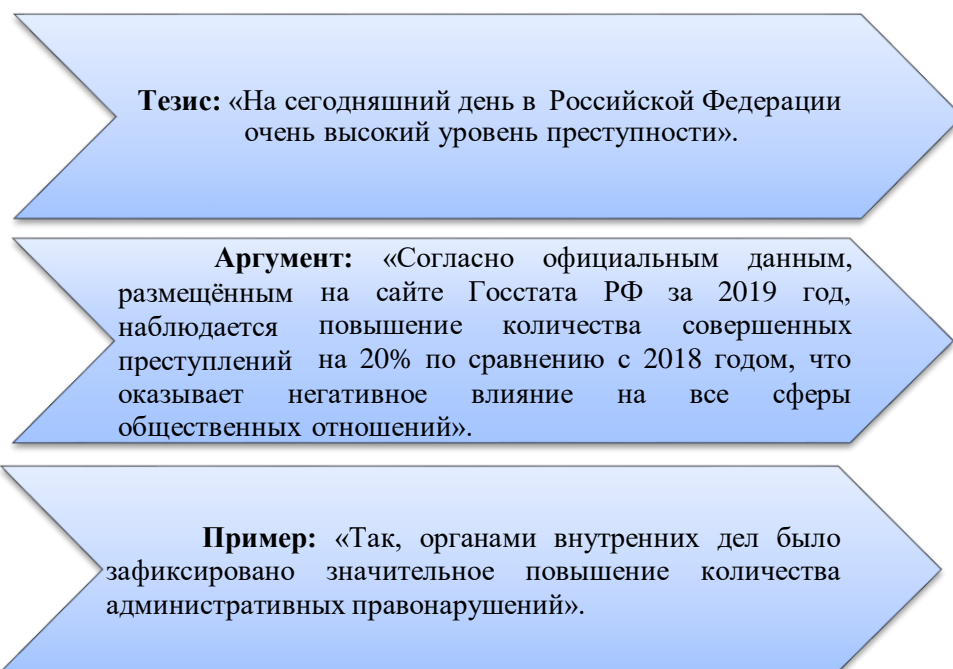 Тезис: «На сегодняшний день в Российской Федерации
очень высокий уровень преступности».
Аргумент: «Согласно официальным данным,
размещённым на сайте Госстата РФ за 2019 год,
наблюдается повышение количества совершенных
преступлений на 20% по сравнению с 2018 годом, что
оказывает негативное влияние на все сферы
общественных отношений».
Пример: «Так, органами внутренних дел было
зафиксировано значительное повышение количества
административных правонарушений».